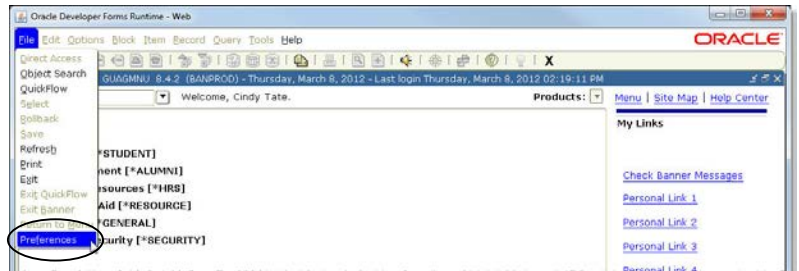 Oracle Developer Forms Runtime - Web
File Edit Options Block Item Record Query Tools Help
ORACLE
Direct Access
Object Search
QuickFlow
Select
Rollback
Save
Refresh
Print
Exit
Exit QuickFlow
Exit Banner
Return to Menu
Preferences
GUAGMNU 8.4.2 (BANPROD) - Thursday, March 8, 2012 - Last login Thursday, March 8, 2012 02:19:11 PM
Welcome, Cindy Tate.
Products:
Menu | Site Map | Help Center
*STUDENT]
ment [*ALUMNI]
esources [*HRS]
Aid [*RESOURCE]
*GENERAL]
curity [*SECURITY]
My Links
Check Banner Messages
Personal Link 1
Personal Link 2
Personal Link 3
Personal Link 4